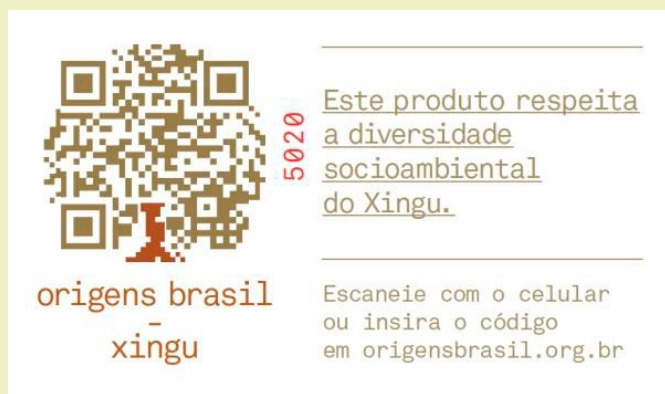 5020
origens brasil
-
xingu
Este produto respeita
a diversidade
socioambiental
do Xingu.
Escaneie com o celular
ou insira o código
em origensbrasil.org.br